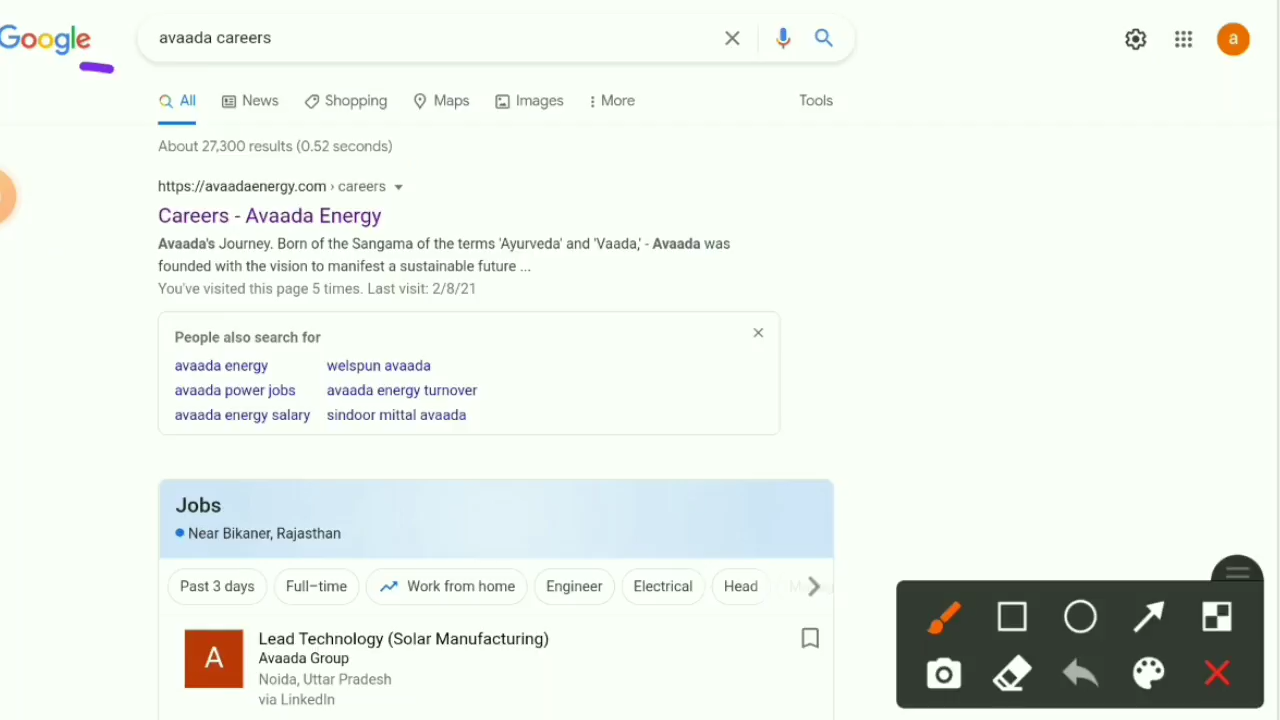 Google
avaada careers
a
All News Shopping Maps Images More Tools
About 27,300 results (0.52 seconds)
https://avaadaenergy.com › careers
Careers - Avaada Energy
Avaada's Journey. Born of the Sangama of the terms 'Ayurveda' and 'Vaada,' - Avaada was
founded with the vision to manifest a sustainable future ...
You've visited this page 5 times. Last visit: 2/8/21
People also search for
avaada energy welspun avaada
avaada power jobs avaada energy turnover
avaada energy salary sindoor mittal avaada
Jobs
Near Bikaner, Rajasthan
Past 3 days Full-time Work from home Engineer Electrical Head
A
Lead Technology (Solar Manufacturing)
Avaada Group
Noida, Uttar Pradesh
via LinkedIn